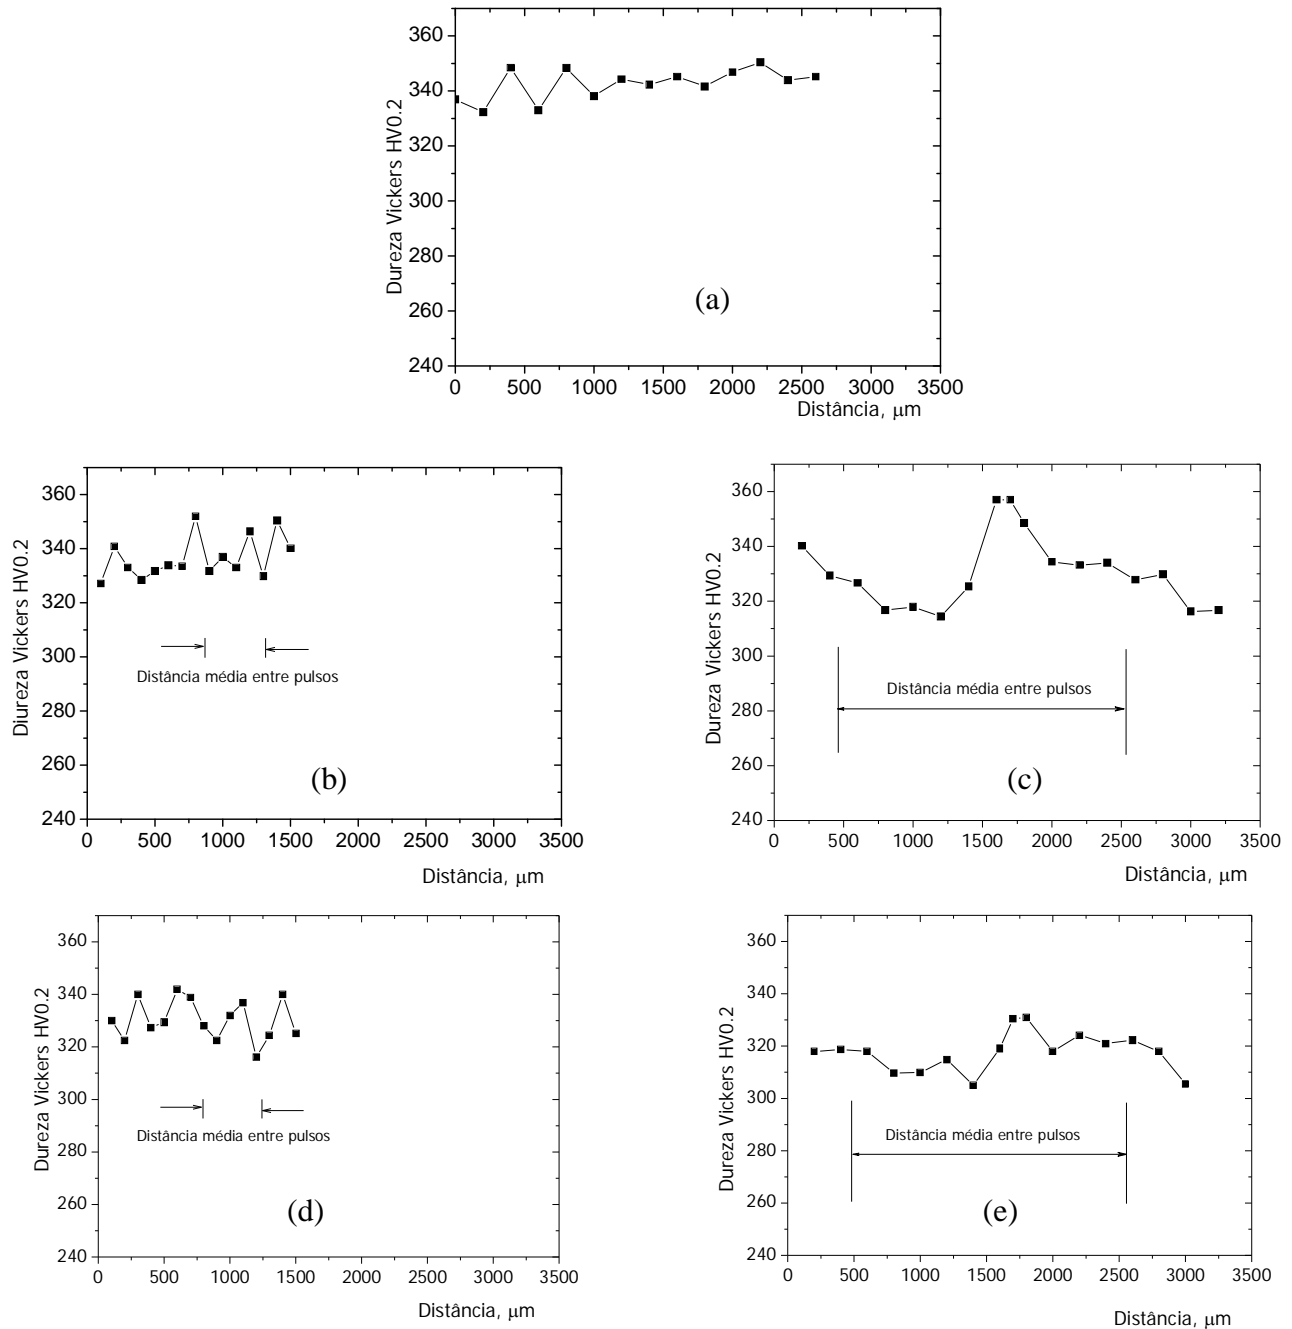 360
340
320
300
280
260
240
Dureza Vickers HV0.2
(a)
0 500 1000 1500 2000 2500 3000 3500
Distância, μm
360
340
320
300
280
260
240
Diureza Vickers HV0.2
Distância média entre pulsos
(b)
0 500 1000 1500 2000 2500 3000 3500
Distância, μm
360
340
320
300
280
260
240
Dureza Vickers HV0.2
Distância média entre pulsos
(c)
0 500 1000 1500 2000 2500 3000 3500
Distância, μm
360
340
320
300
280
260
240
Dureza Vickers HV0.2
Distância média entre pulsos
(d)
0 500 1000 1500 2000 2500 3000 3500
Distância, μm
360
340
320
300
280
260
240
Dureza Vickers HV0.2
Distância média entre pulsos
(e)
0 500 1000 1500 2000 2500 3000 3500
Distância, μm